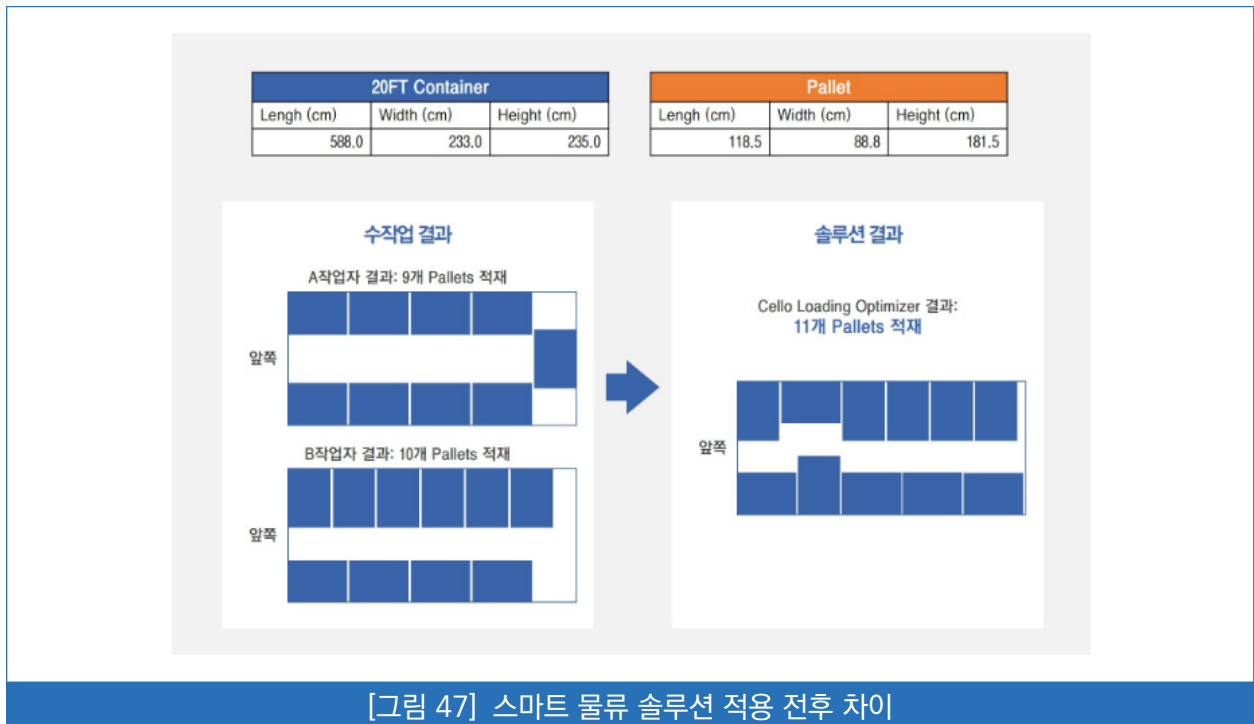 20FT Container
Lengh (cm) Width (cm) Height (cm)
588.0 233.0 235.0
Pallet
Lengh (cm) Width (cm) Height (cm)
118.5 88.8 181.5
수작업 결과
A작업자 결과: 9개 Pallets 적재
앞쪽
B작업자 결과: 10개 Pallets 적재
앞쪽
솔루션 결과
Cello Loading Optimizer 결과:
11개 Pallets 적재
앞쪽
[그림 47] 스마트 물류 솔루션 적용 전후 차이